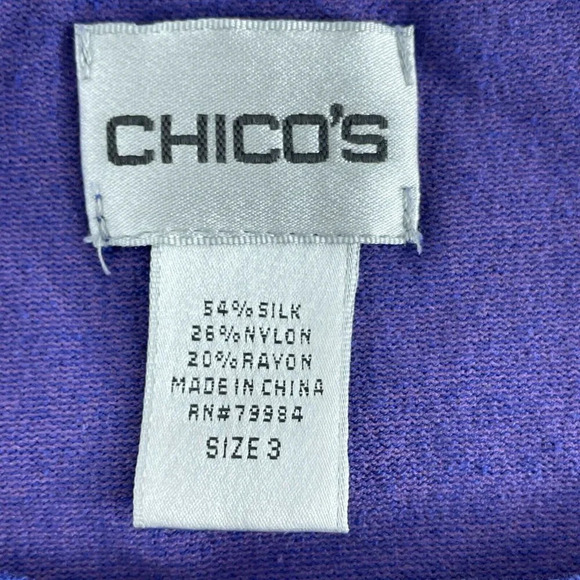 CHICO'S
54% SILK
26% NYLON
20% RAYON
MADE IN CHINA
RN#79984
SIZE 3